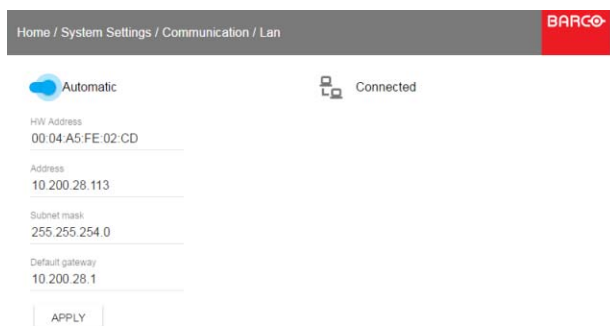 Home / System Settings / Communication / Lan
BARCO
Automatic
Connected
HW Address
00:04:A5:FE:02:CD
Address
10.200.28.113
Subnet mask
255.255.254.0
Default gateway
10.200.28.1
APPLY